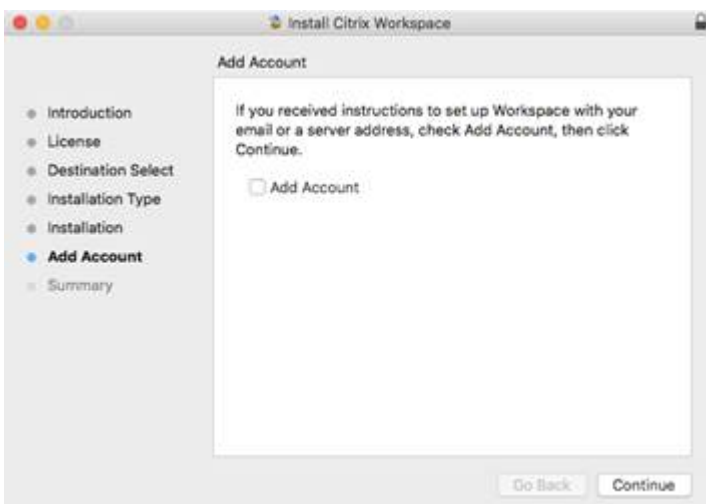 Install Citrix Workspace
Add Account
Introduction
License
Destination Select
Installation Type
Installation
Add Account
Summary
If you received instructions to set up Workspace with your
email or a server address, check Add Account, then click
Continue.
Add Account
Go Back
Continue